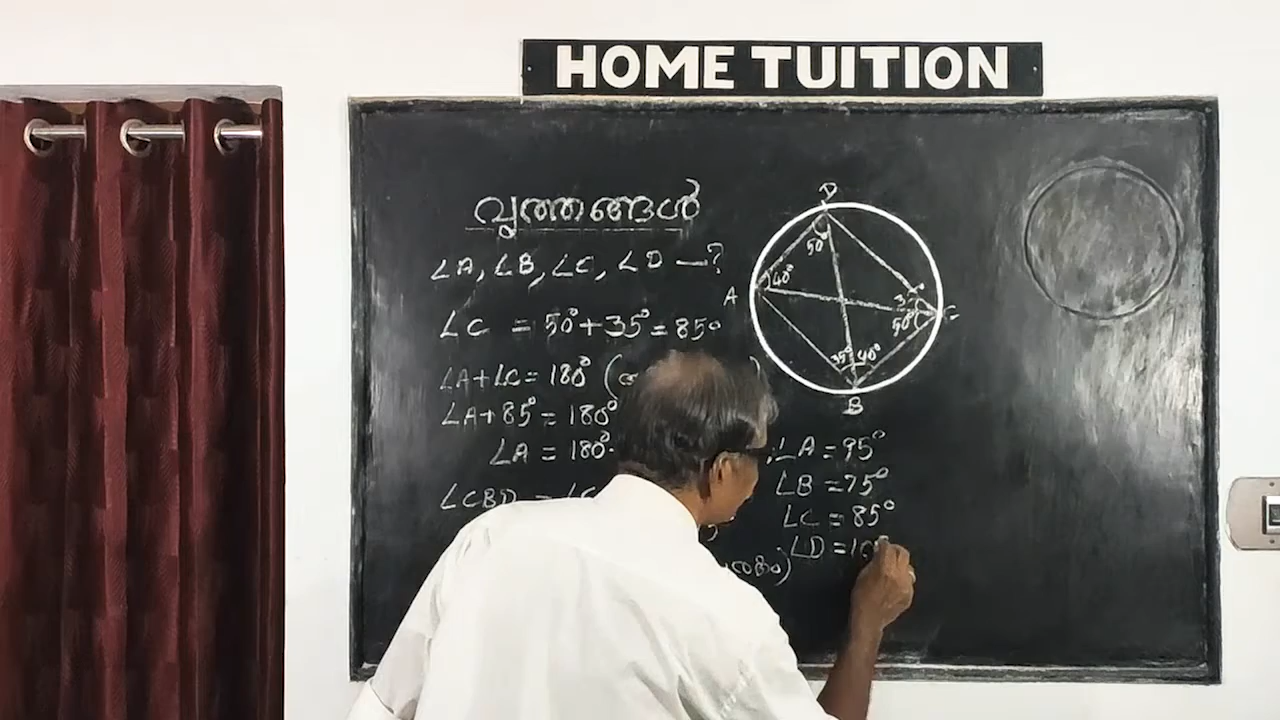 HOME TUITION
വൃത്തങ്ങൾ
∠A, ∠B, ∠C, ∠D —?
∠C = 50° + 35° = 85°
∠A+∠C = 180° (
∠A+85° = 180°
∠A = 180°-
∠CBD =
D
50°
A
40°
35°
50°
C
35° 40°
B
∠A = 95°
∠B = 75°
∠C = 85°
∠D = 10